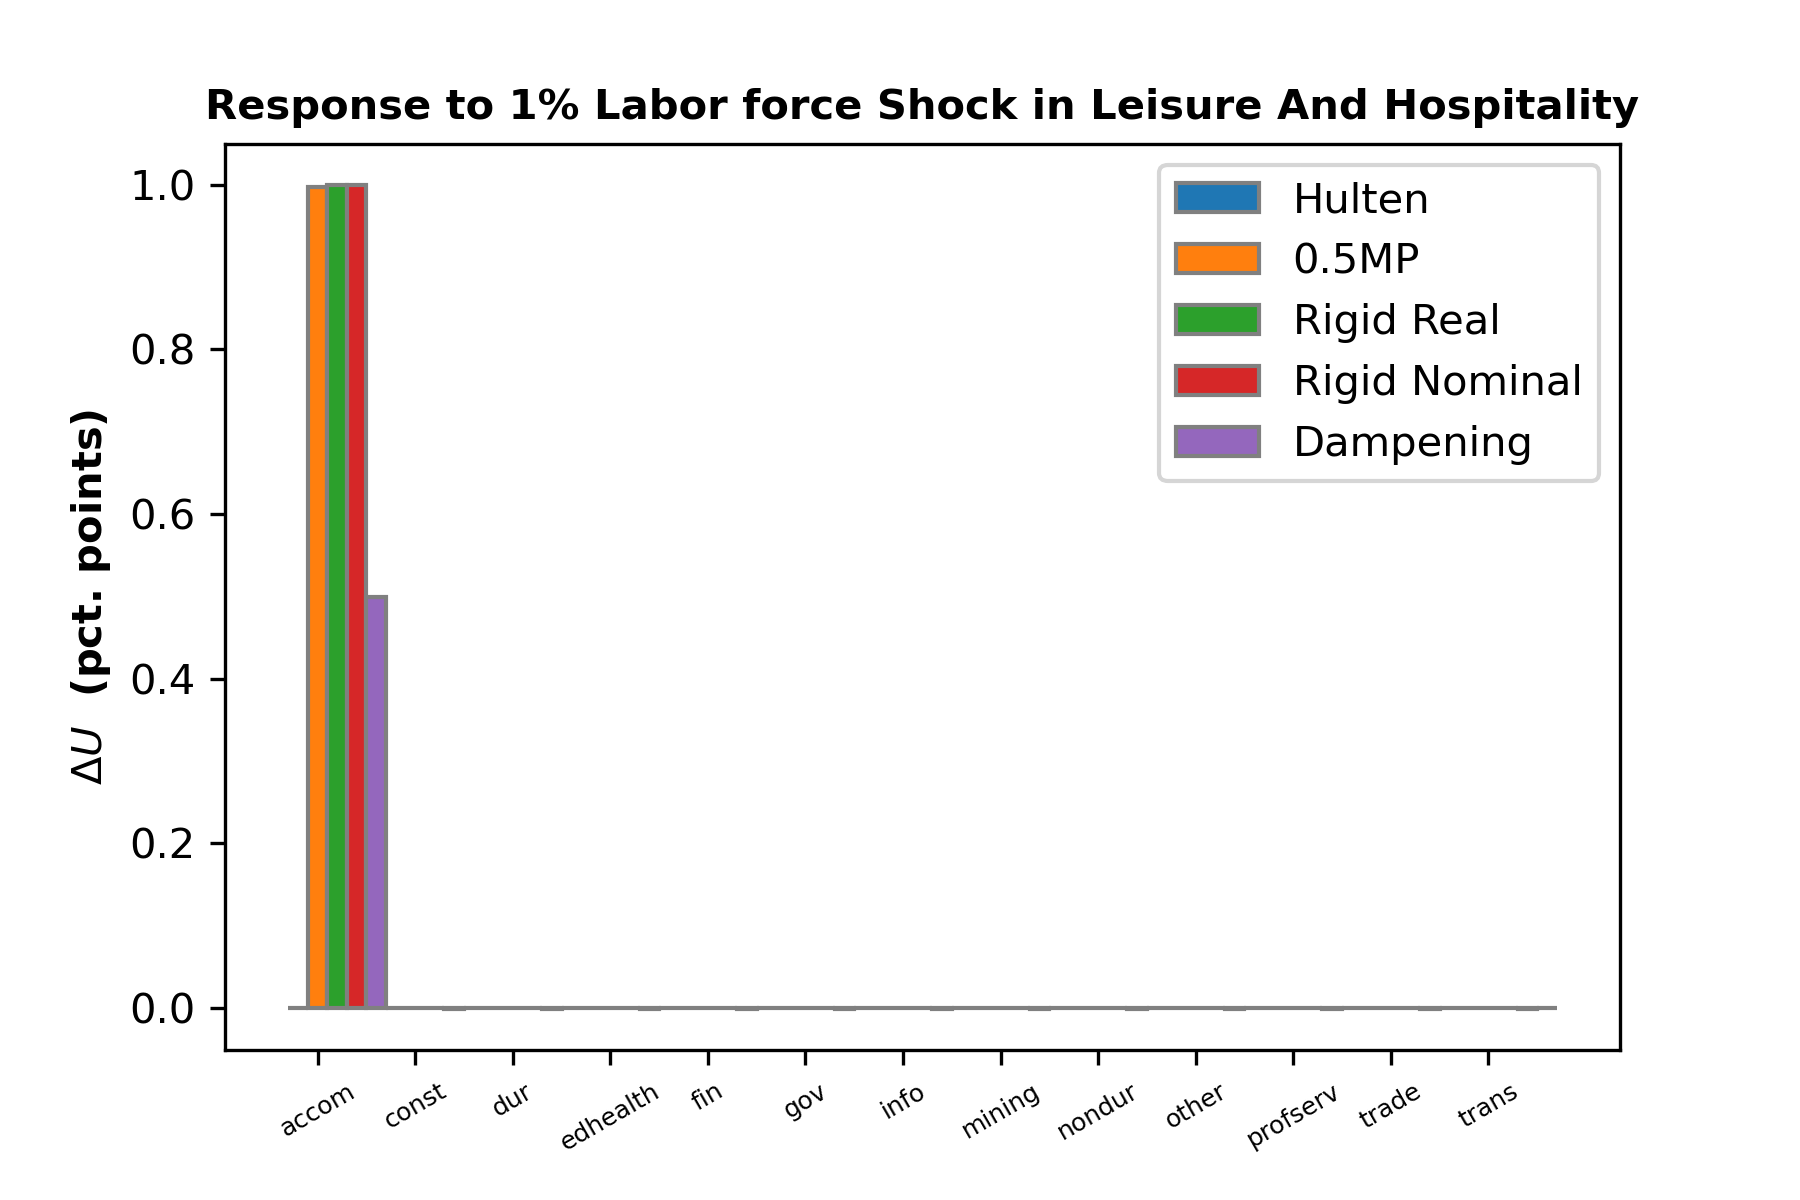 Response to 1% Labor force Shock in Leisure And Hospitality
Hulten
0.5MP
Rigid Real
Rigid Nominal
Dampening
ΔU (pct. points)
1.0
0.8
0.6
0.4
0.2
0.0
accom const dur edhealth fin gov info mining nondur other profserv trade trans